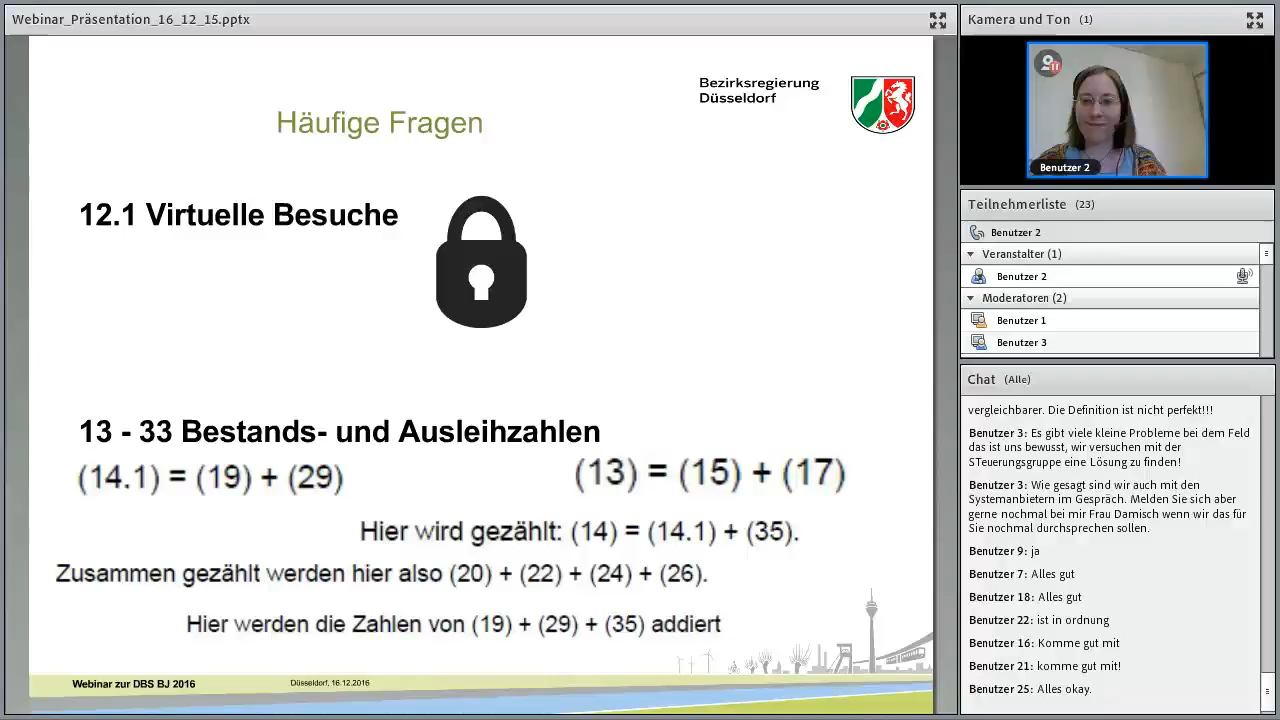 Webinar_Präsentation_16_12_15.pptx
Bezirksregierung
Düsseldorf
Häufige Fragen
12.1 Virtuelle Besuche
13 - 33 Bestands- und Ausleihzahlen
(14.1) = (19) + (29)
(13) = (15) + (17)
Hier wird gezählt: (14) = (14.1) + (35).
Zusammen gezählt werden hier also (20) + (22) + (24) + (26).
Hier werden die Zahlen von (19) + (29) + (35) addiert
Webinar zur DBS BJ 2016
Düsseldorf, 16.12.2016
Kamera und Ton (1)
Benutzer 2
Teilnehmerliste (23)
Benutzer 2
Veranstalter (1)
Benutzer 2
Moderatoren (2)
Benutzer 1
Benutzer 3
Chat (Alle)
vergleichbarer. Die Definition ist nicht perfekt!!!
Benutzer 3: Es gibt viele kleine Probleme bei dem Feld
das ist uns bewusst, wir versuchen mit der
STeuerungsgruppe eine Lösung zu finden!
Benutzer 3: Wie gesagt sind wir auch mit den
Systemanbietern im Gespräch. Melden Sie sich aber
gerne nochmal bei mir Frau Damisch wenn wir das für
Sie nochmal durchsprechen sollen.
Benutzer 9: ja
Benutzer 7: Alles gut
Benutzer 18: Alles gut
Benutzer 22: ist in ordnung
Benutzer 16: Komme gut mit
Benutzer 21: komme gut mit!
Benutzer 25: Alles okay.